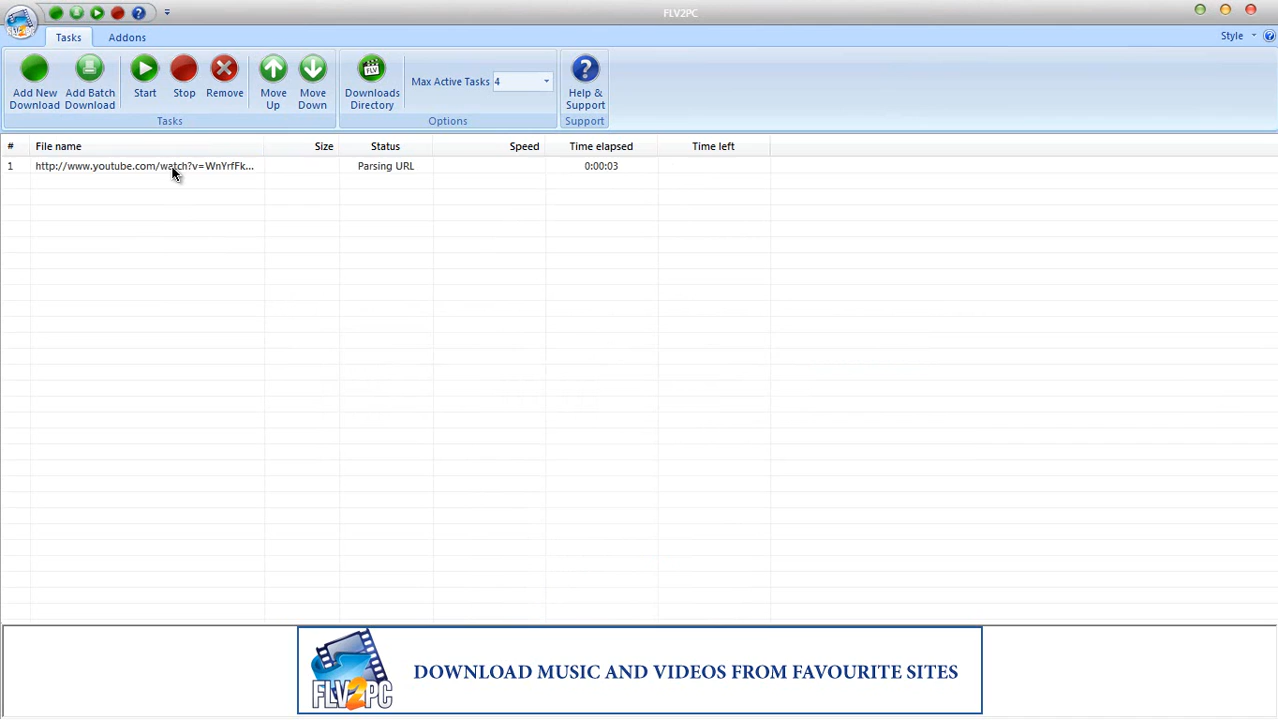 FLV2PC
Tasks Addons Style
Add New Download
Add Batch Download
Start
Stop
Remove
Move Up
Move Down
FLV
Downloads Directory
Max Active Tasks 4
Help & Support
Tasks Options Support
# File name Size Status Speed Time elapsed Time left
1 http://www.youtube.com/watch?v=WnYrfFk... Parsing URL 0:00:03
FLV2PC
DOWNLOAD MUSIC AND VIDEOS FROM FAVOURITE SITES